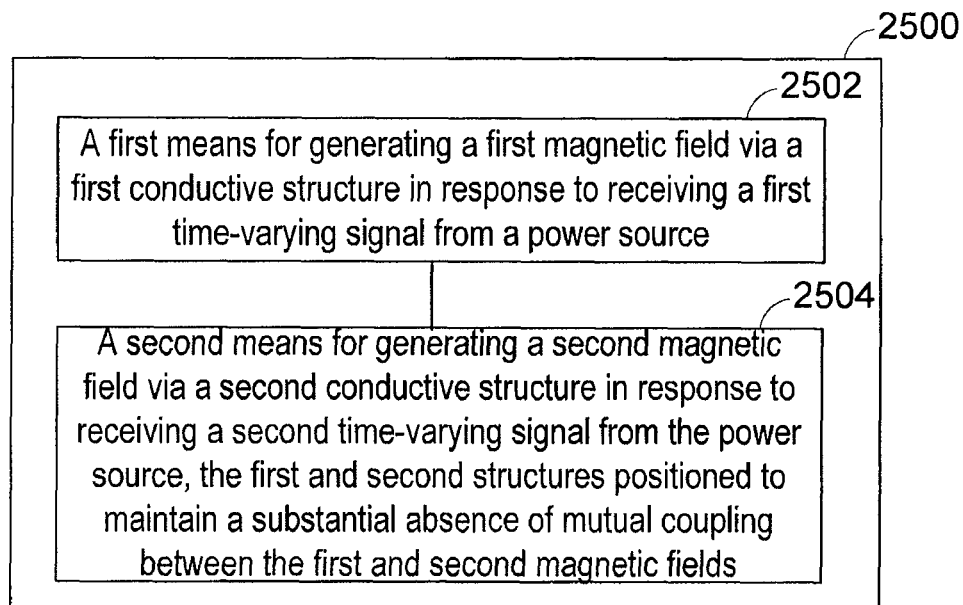 2500
2502
A first means for generating a first magnetic field via a
first conductive structure in response to receiving a first
time-varying signal from a power source
2504
A second means for generating a second magnetic
field via a second conductive structure in response to
receiving a second time-varying signal from the power
source, the first and second structures positioned to
maintain a substantial absence of mutual coupling
between the first and second magnetic fields